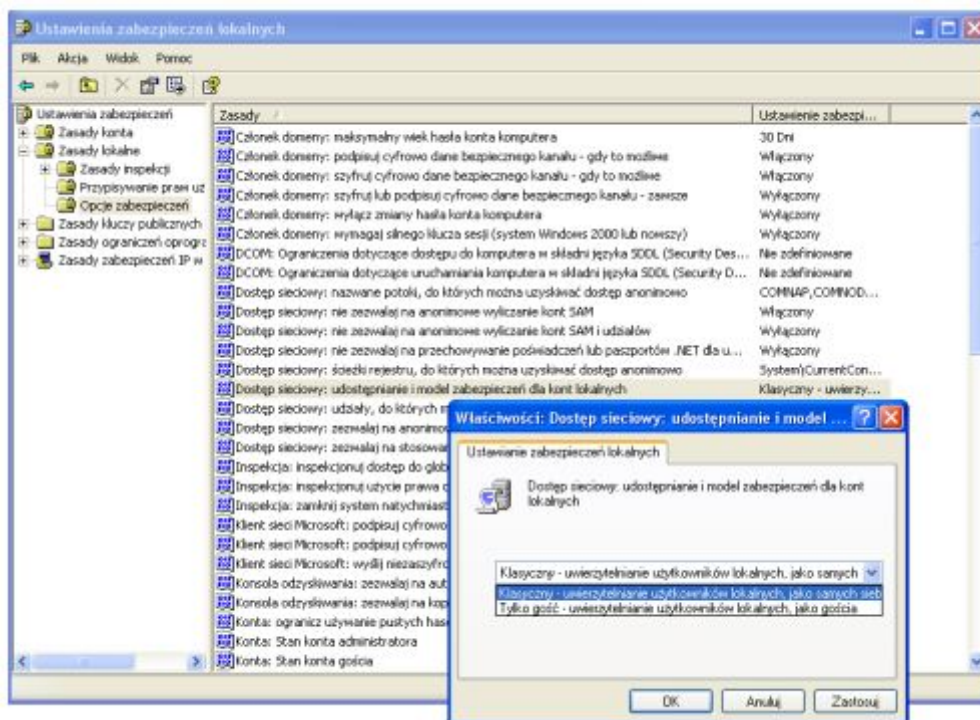 Ustawienia zabezpieczeń lokalnych
Plik Akcja Widok Pomoc
Ustawienia zabezpieczeń
Zasady konta
Zasady lokalne
Zasady inspekcji
Przypisywanie praw uż
Opcje zabezpieczeń
Zasady kluczy publicznych
Zasady ograniczeń oprogra
Zasady zabezpieczeń IP w
Zasady Ustawienie zabezpi...
Członek domeny: maksymalny wiek hasła konta komputera 30 Dni
Członek domeny: podpisuj cyfrowo dane bezpiecznego kanału - gdy to możliwe Włączony
Członek domeny: szyfruj cyfrowo dane bezpiecznego kanału - gdy to możliwe Włączony
Członek domeny: szyfruj lub podpisuj cyfrowo dane bezpiecznego kanału - zawsze Wyłączony
Członek domeny: wyłącz zmiany hasła konta komputera Wyłączony
Członek domeny: wymagaj silnego klucza sesji (system Windows 2000 lub nowszy) Wyłączony
DCOM: Ograniczenia dotyczące dostępu do komputera w składni języka SDDL (Security Des... Nie zdefiniowane
DCOM: Ograniczenia dotyczące uruchamiania komputera w składni języka SDDL (Security D... Nie zdefiniowane
Dostęp sieciowy: nazwane potoki, do których można uzyskiwać dostęp anonimowo COMNAP,COMNOD...
Dostęp sieciowy: nie zezwalaj na anonimowe wyliczanie kont SAM Włączony
Dostęp sieciowy: nie zezwalaj na anonimowe wyliczanie kont SAM i udziałów Wyłączony
Dostęp sieciowy: nie zezwalaj na przechowywanie poświadczeń lub paszportów .NET dla u... Wyłączony
Dostęp sieciowy: ścieżki rejestru, do których można uzyskiwać dostęp anonimowo System\CurrentCon...
Dostęp sieciowy: udostępnianie i model zabezpieczeń dla kont lokalnych Klasyczny - uwierzy...
Dostęp sieciowy: udziały, do których m
Dostęp sieciowy: zezwalaj na anonimo
Dostęp sieciowy: zezwalaj na stosowan
Inspekcja: inspekcjonuj dostęp do glob
Inspekcja: inspekcjonuj użycie prawa d
Inspekcja: zamknij system natychmiast
Klient sieci Microsoft: podpisuj cyfrowo
Klient sieci Microsoft: podpisuj cyfrowo
Klient sieci Microsoft: wyślij niezaszyfro
Konsola odzyskiwania: zezwalaj na aut
Konsola odzyskiwania: zezwalaj na kop
Konta: ogranicz używanie pustych hase
Konta: Stan konta administratora
Konta: Stan konta gościa
Właściwości: Dostęp sieciowy: udostępnianie i model ...
Ustawianie zabezpieczeń lokalnych
Dostęp sieciowy: udostępnianie i model zabezpieczeń dla kont
lokalnych
Klasyczny - uwierzytelnianie użytkowników lokalnych, jako samych
Klasyczny - uwierzytelnianie użytkowników lokalnych, jako samych sieb
Tylko gość - uwierzytelnianie użytkowników lokalnych, jako gościa
OK Anuluj Zastosuj